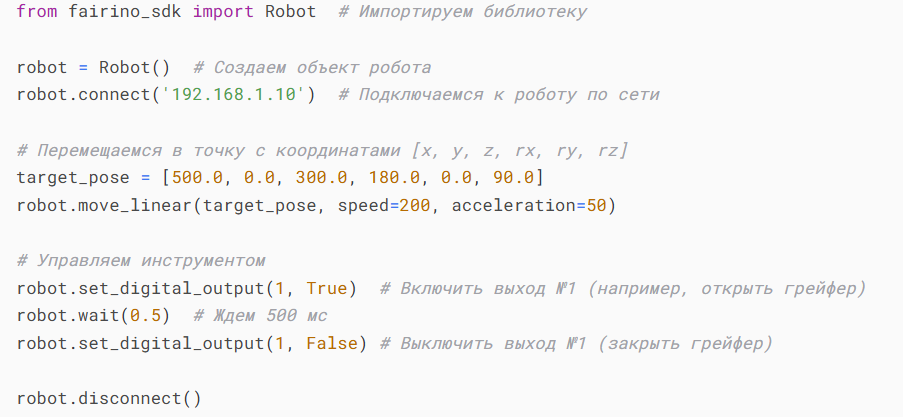 from fairino_sdk import Robot  # Импортируем библиотеку
robot = Robot()  # Создаем объект робота
robot.connect('192.168.1.10')  # Подключаемся к роботу по сети
# Перемещаемся в точку с координатами [x, y, z, rx, ry, rz]
target_pose = [500.0, 0.0, 300.0, 180.0, 0.0, 90.0]
robot.move_linear(target_pose, speed=200, acceleration=50)
# Управляем инструментом
robot.set_digital_output(1, True)  # Включить выход №1 (например, открыть грейфер)
robot.wait(0.5)  # Ждем 500 мс
robot.set_digital_output(1, False) # Выключить выход №1 (закрыть грейфер)
robot.disconnect()